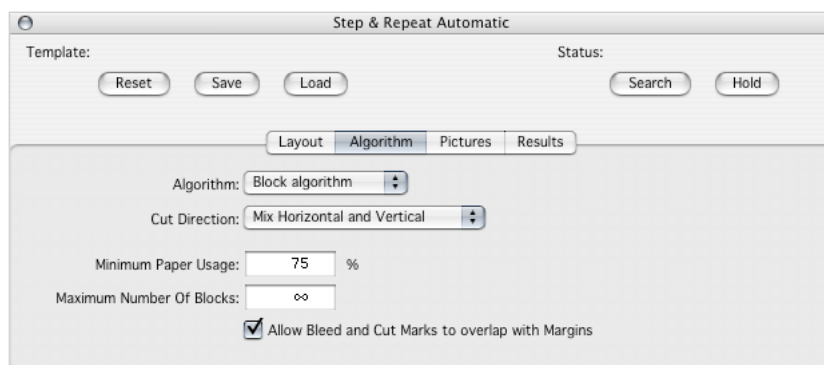 Step & Repeat Automatic
Template: Status:
Reset Save Load Search Hold
Layout Algorithm Pictures Results
Algorithm: Block algorithm
Cut Direction: Mix Horizontal and Vertical
Minimum Paper Usage: 75 %
Maximum Number Of Blocks: ∞
Allow Bleed and Cut Marks to overlap with Margins